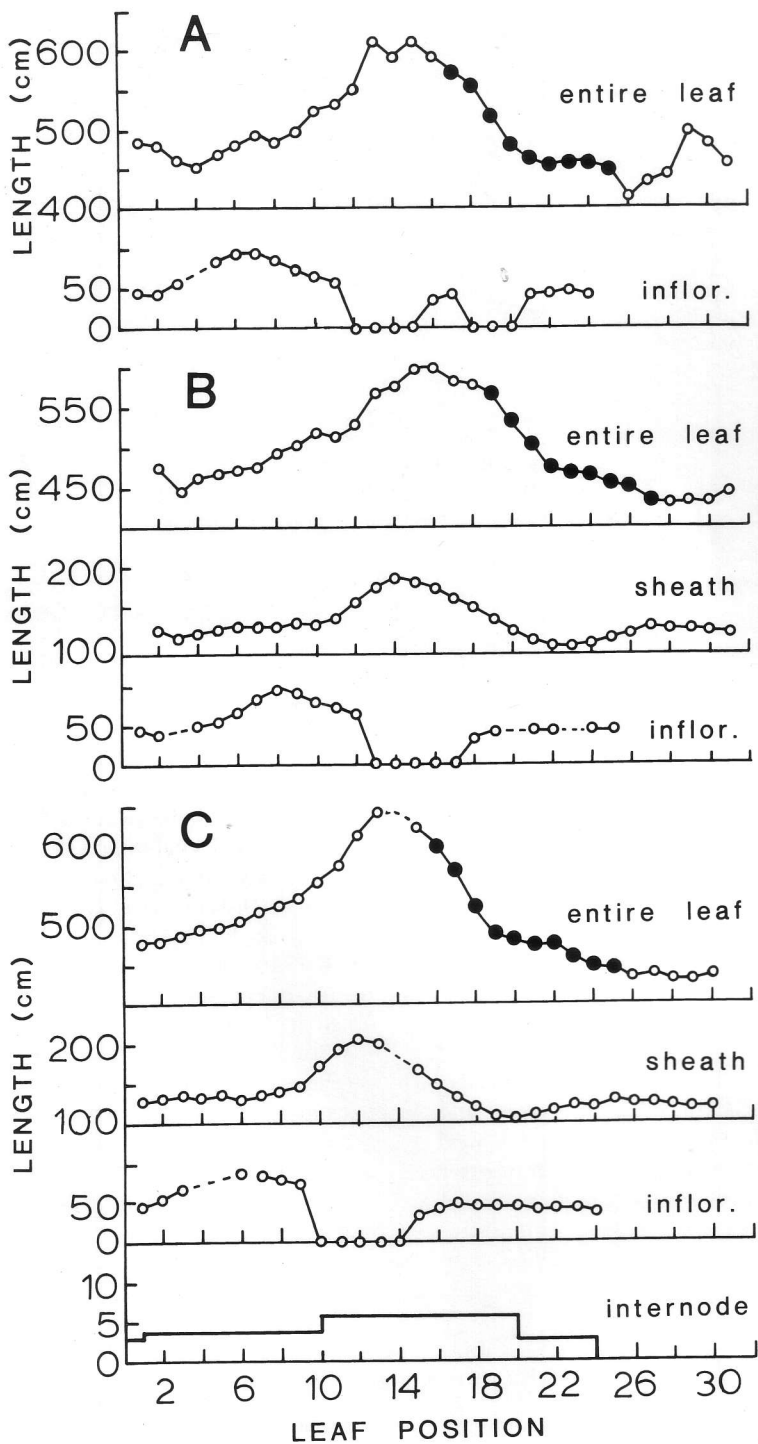 A
600
500
400
LENGTH (cm)
entire leaf
50
0
inflor.
B
550
450
LENGTH (cm)
entire leaf
200
100
sheath
50
0
inflor.
C
600
500
LENGTH (cm)
entire leaf
200
100
sheath
50
0
inflor.
10
5
0
internode
2 6 10 14 18 22 26 30
LEAF POSITION